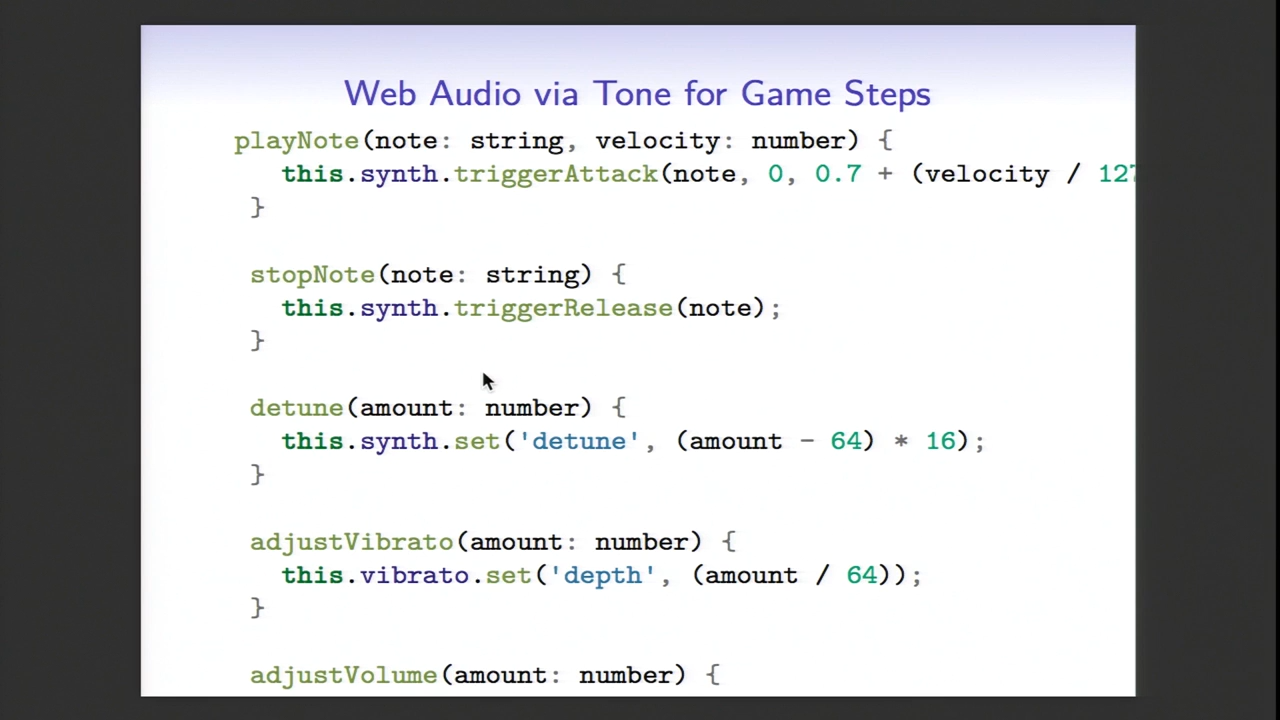 Web Audio via Tone for Game Steps
playNote(note: string, velocity: number) {
this.synth.triggerAttack(note, 0, 0.7 + (velocity / 127
}
stopNote(note: string) {
this.synth.triggerRelease(note);
}
detune(amount: number) {
this.synth.set('detune', (amount - 64) * 16);
}
adjustVibrato(amount: number) {
this.vibrato.set('depth', (amount / 64));
}
adjustVolume(amount: number) {